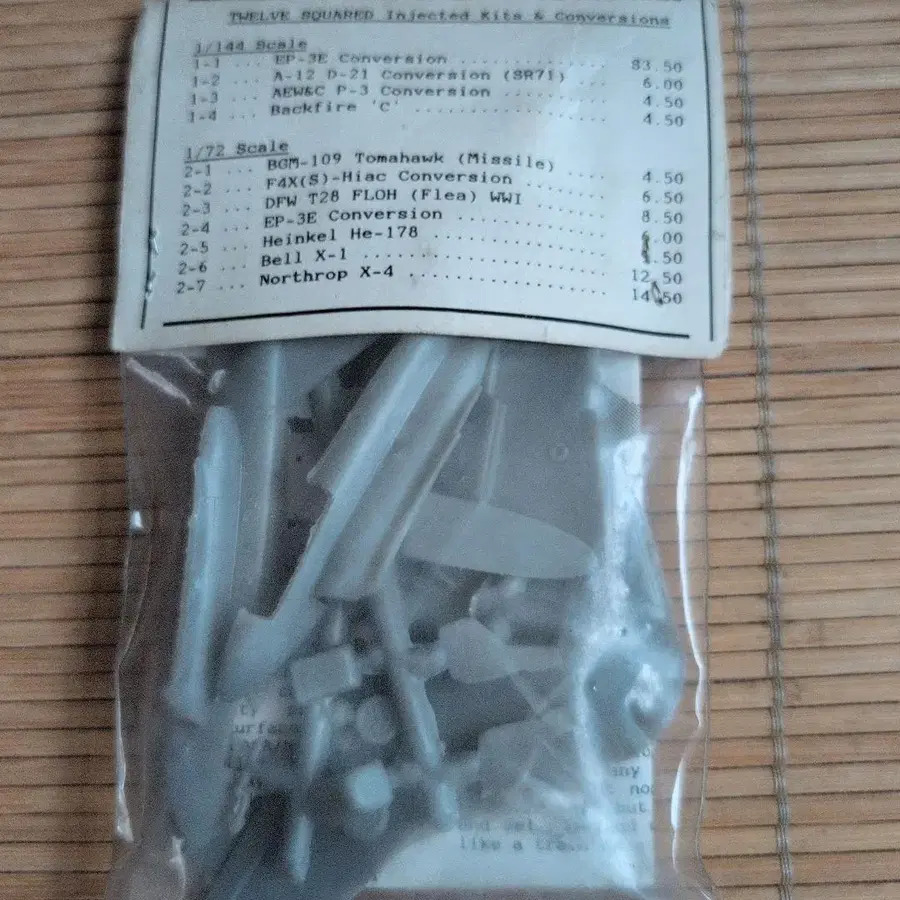 TWELVE SQUARED Injected Kits & Conversions
1/144 Scale
1-1 ... EP-3E Conversion .................. $3.50
1-2 ... A-12 D-21 Conversion (SR71) ....... 6.00
1-3 ... AEW&C P-3 Conversion .............. 4.50
1-4 ... Backfire 'C' ...................... 4.50
1/72 Scale
2-1 ... BGM-109 Tomahawk (Missile) ........ 4.50
2-2 ... F4X(S)-Hiac Conversion ............ 6.50
2-3 ... DFW T28 FLOH (Flea) WWI ........... 8.50
2-4 ... EP-3E Conversion .................. .00
2-5 ... Heinkel He-178 .................... .50
2-6 ... Bell X-1 .......................... 12.50
2-7 ... Northrop X-4 ...................... 14.50
any
no
but
like a